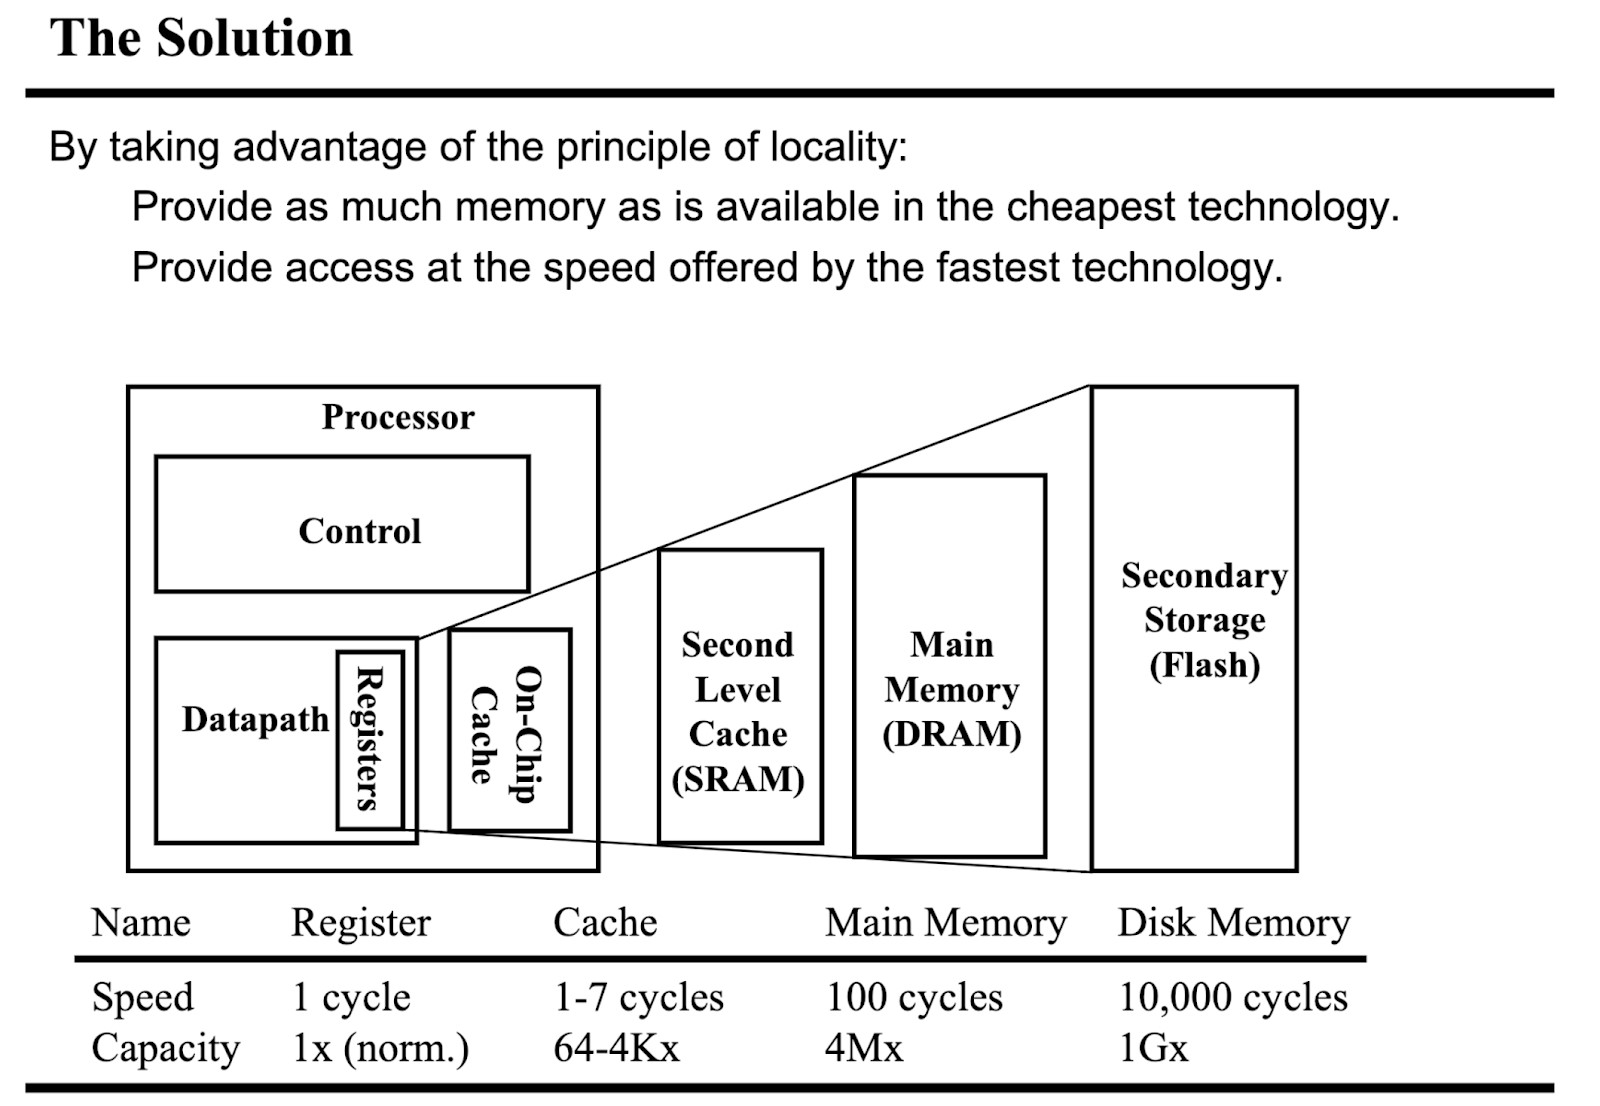 The Solution
By taking advantage of the principle of locality:
Provide as much memory as is available in the cheapest technology.
Provide access at the speed offered by the fastest technology.
Processor
Control
Datapath
Registers
On-Chip
Cache
Second
Level
Cache
(SRAM)
Main
Memory
(DRAM)
Secondary
Storage
(Flash)
Name Register Cache Main Memory Disk Memory
Speed 1 cycle 1-7 cycles 100 cycles 10,000 cycles
Capacity 1x (norm.) 64-4Kx 4Mx 1Gx